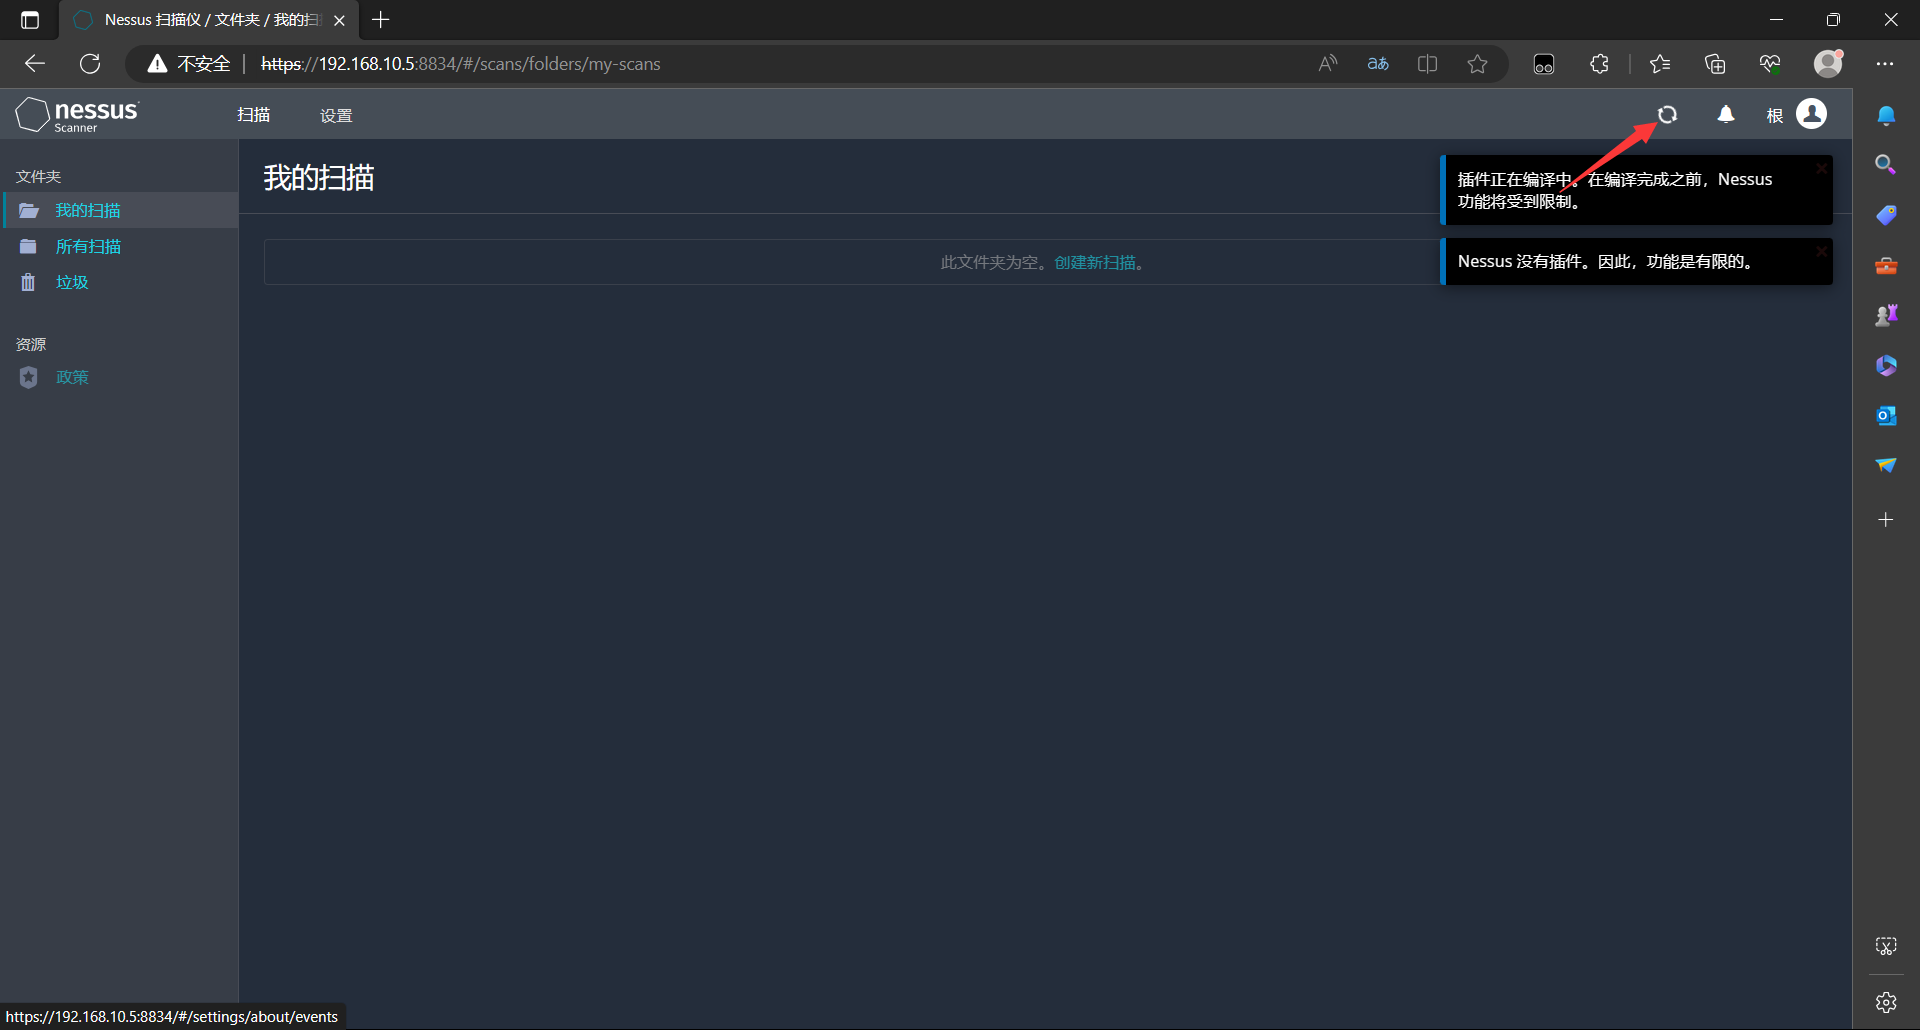 Nessus 扫描仪 / 文件夹 / 我的扫
不安全
https://192.168.10.5:8834/#/scans/folders/my-scans
nessus
Scanner
扫描
设置
根
文件夹
我的扫描
所有扫描
垃圾
资源
政策
我的扫描
此文件夹为空。创建新扫描。
插件正在编译中。在编译完成之前，Nessus
功能将受到限制。
Nessus 没有插件。因此，功能是有限的。
https://192.168.10.5:8834/#/settings/about/events